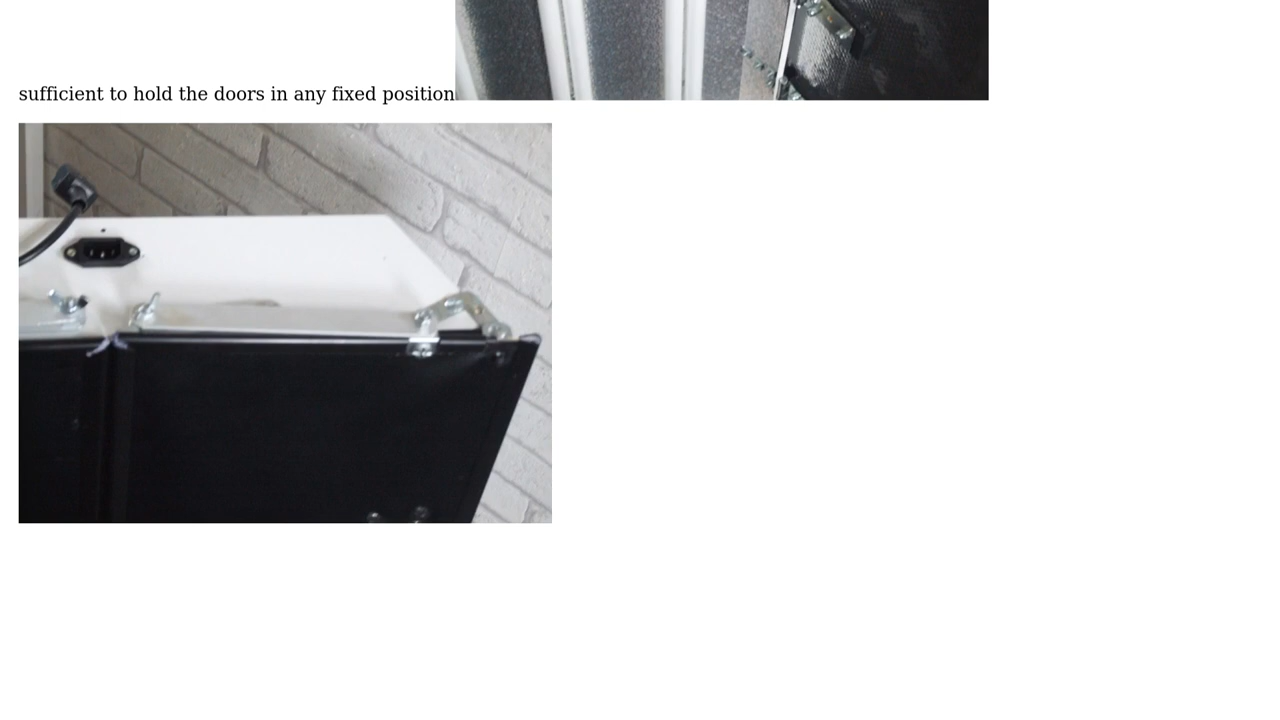 sufficient to hold the doors in any fixed position